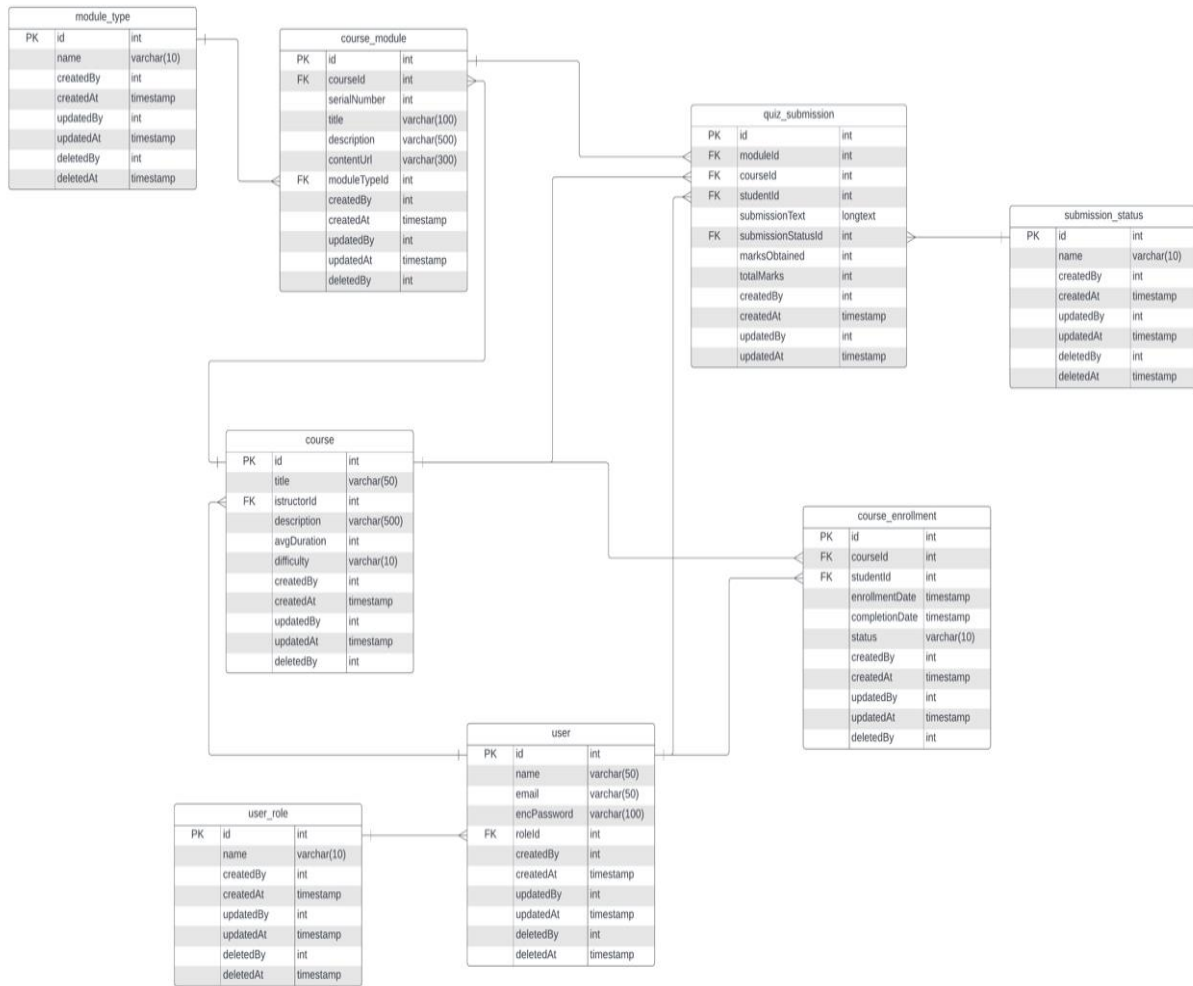 module_type
PK id int
name varchar(10)
createdBy int
createdAt timestamp
updatedBy int
updatedAt timestamp
deletedBy int
deletedAt timestamp
course_module
PK id int
FK courseId int
serialNumber int
title varchar(100)
description varchar(500)
contentUrl varchar(300)
FK moduleTypeId int
createdBy int
createdAt timestamp
updatedBy int
updatedAt timestamp
deletedBy int
quiz_submission
PK id int
FK moduleId int
FK courseId int
FK studentId int
submissionText longtext
FK submissionStatusId int
marksObtained int
totalMarks int
createdBy int
createdAt timestamp
updatedBy int
updatedAt timestamp
submission_status
PK id int
name varchar(10)
createdBy int
createdAt timestamp
updatedBy int
updatedAt timestamp
deletedBy int
deletedAt timestamp
course
PK id int
title varchar(50)
FK istructorId int
description varchar(500)
avgDuration int
difficulty varchar(10)
createdBy int
createdAt timestamp
updatedBy int
updatedAt timestamp
deletedBy int
course_enrollment
PK id int
FK courseId int
FK studentId int
enrollmentDate timestamp
completionDate timestamp
status varchar(10)
createdBy int
createdAt timestamp
updatedBy int
updatedAt timestamp
deletedBy int
user
PK id int
name varchar(50)
email varchar(50)
encPassword varchar(100)
FK roleId int
createdBy int
createdAt timestamp
updatedBy int
updatedAt timestamp
deletedBy int
deletedAt timestamp
user_role
PK id int
name varchar(10)
createdBy int
createdAt timestamp
updatedBy int
updatedAt timestamp
deletedBy int
deletedAt timestamp